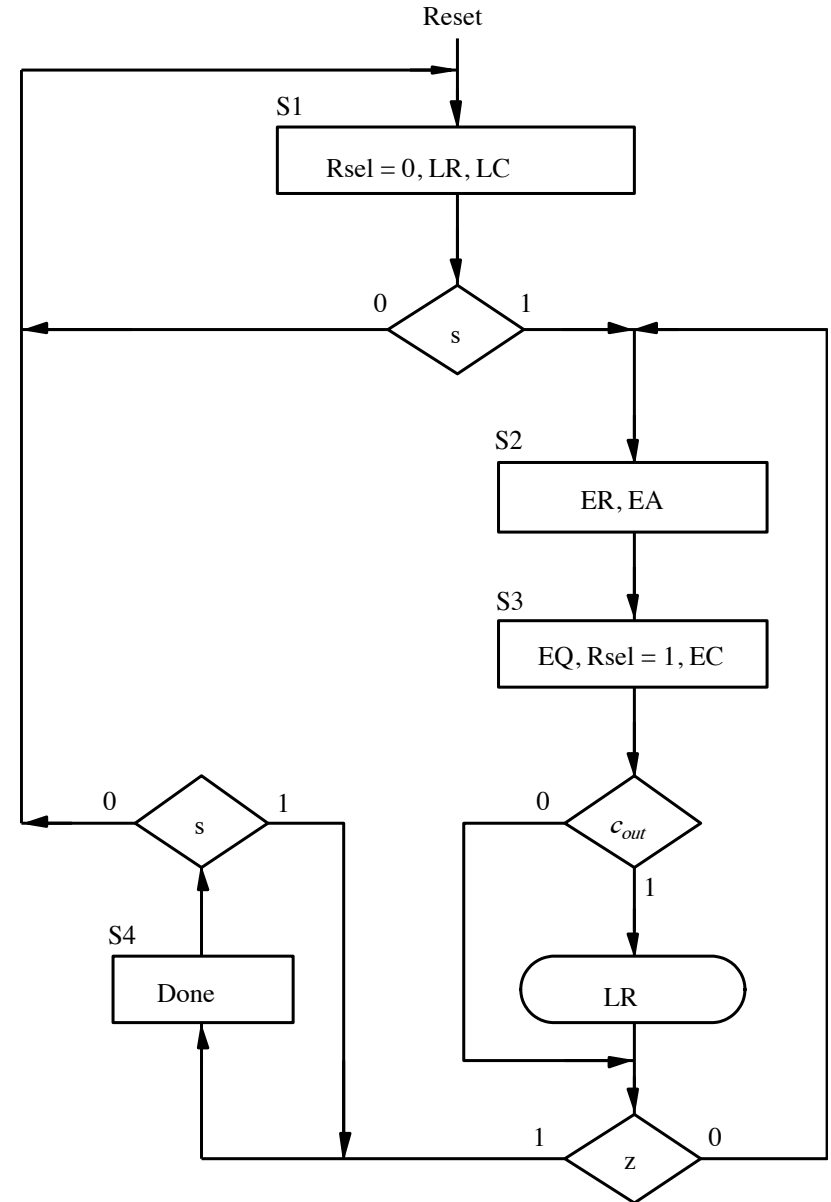 Reset
S1
Rsel = 0, LR, LC
0
s
1
S2
ER, EA
S3
EQ, Rsel = 1, EC
0
c_out
1
LR
0
s
1
S4
Done
1
z
0